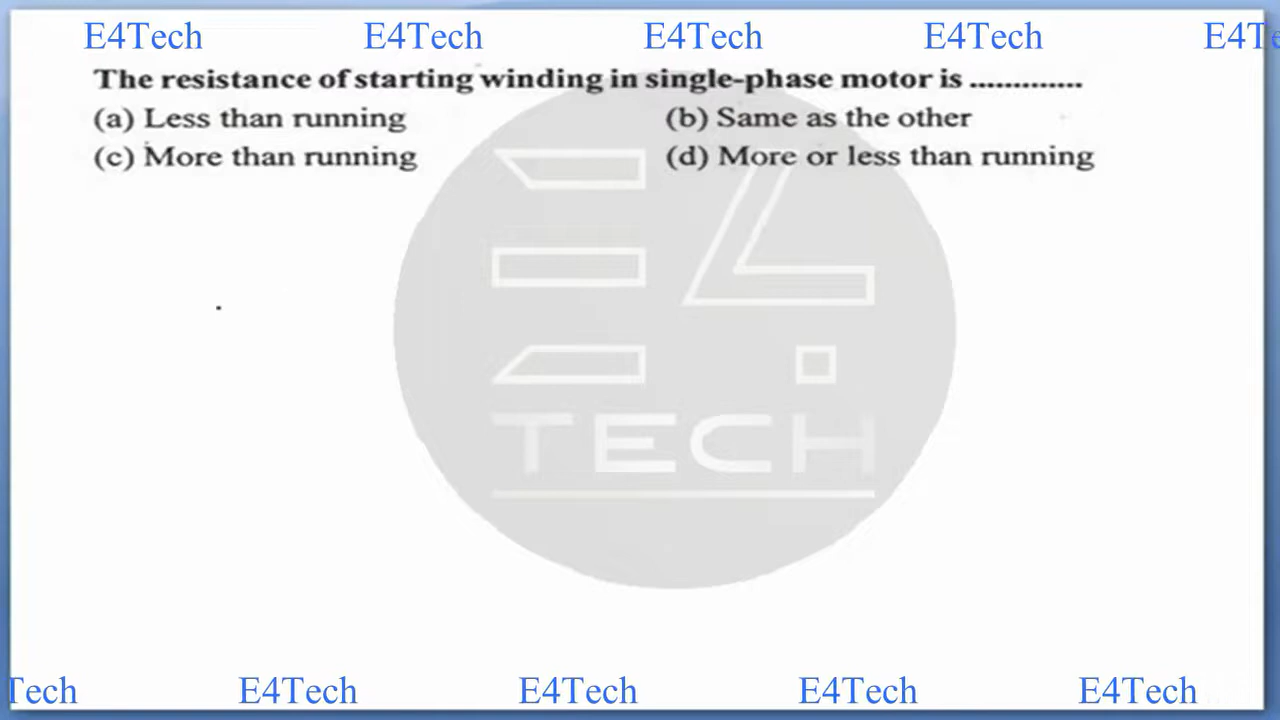 E4Tech E4Tech E4Tech E4Tech E4Te
The resistance of starting winding in single-phase motor is .............
(a) Less than running (b) Same as the other
(c) More than running (d) More or less than running
E4
TECH
Tech E4Tech E4Tech E4Tech E4Tech